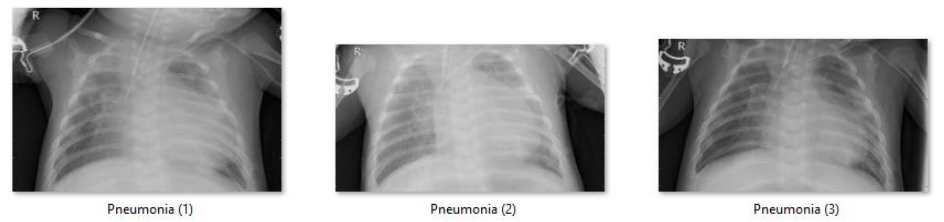 R
R
R
Pneumonia (1)
Pneumonia (2)
Pneumonia (3)